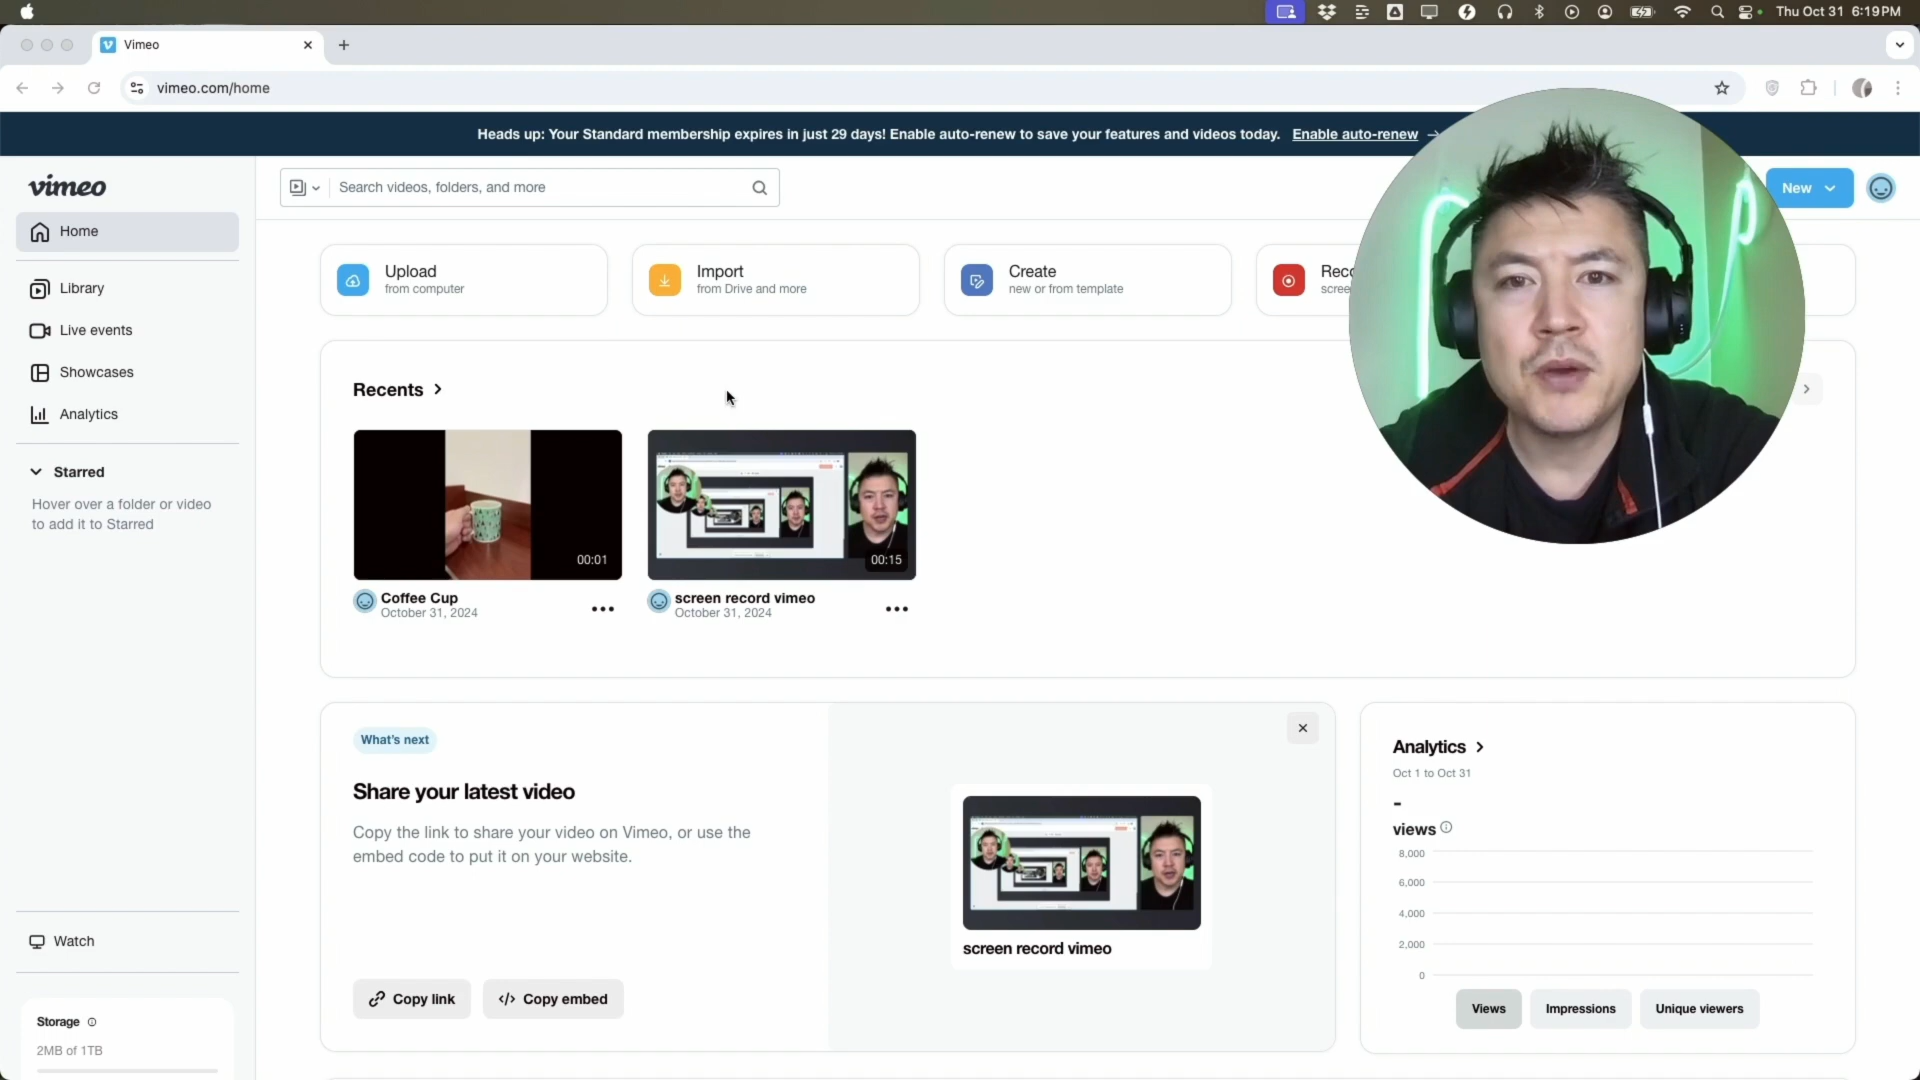 Thu Oct 31 6:19 PM
Vimeo
vimeo.com/home
Heads up: Your Standard membership expires in just 29 days! Enable auto-renew to save your features and videos today. Enable auto-renew →
vimeo
Search videos, folders, and more
New
Home
Library
Live events
Showcases
Analytics
Starred
Hover over a folder or video
to add it to Starred
Watch
Storage
2MB of 1TB
Upload
from computer
Import
from Drive and more
Create
new or from template
Reco
scree
Recents
00:01
00:15
Coffee Cup
October 31, 2024
screen record vimeo
October 31, 2024
What's next
Share your latest video
Copy the link to share your video on Vimeo, or use the
embed code to put it on your website.
Copy link
Copy embed
screen record vimeo
Analytics
Oct 1 to Oct 31
-
views
8,000
6,000
4,000
2,000
0
Views
Impressions
Unique viewers